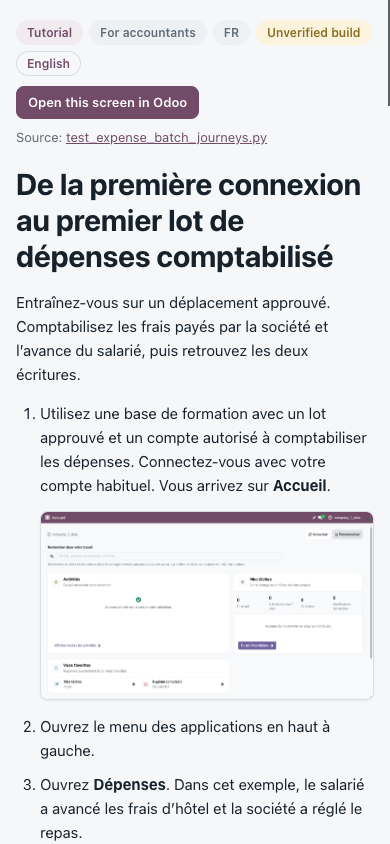 Tutorial
For accountants
FR
Unverified build
English
Open this screen in Odoo
Source: test_expense_batch_journeys.py
De la première connexion
au premier lot de
dépenses comptabilisé
Entraînez-vous sur un déplacement approuvé.
Comptabilisez les frais payés par la société et
l’avance du salarié, puis retrouvez les deux
écritures.
1. Utilisez une base de formation avec un lot
approuvé et un compte autorisé à comptabiliser
les dépenses. Connectez-vous avec votre
compte habituel. Vous arrivez sur Accueil.
Accueil
Activités
Mes tâches
Vos favorites
2. Ouvrez le menu des applications en haut à
gauche.
3. Ouvrez Dépenses. Dans cet exemple, le salarié
a avancé les frais d’hôtel et la société a réglé le
repas.